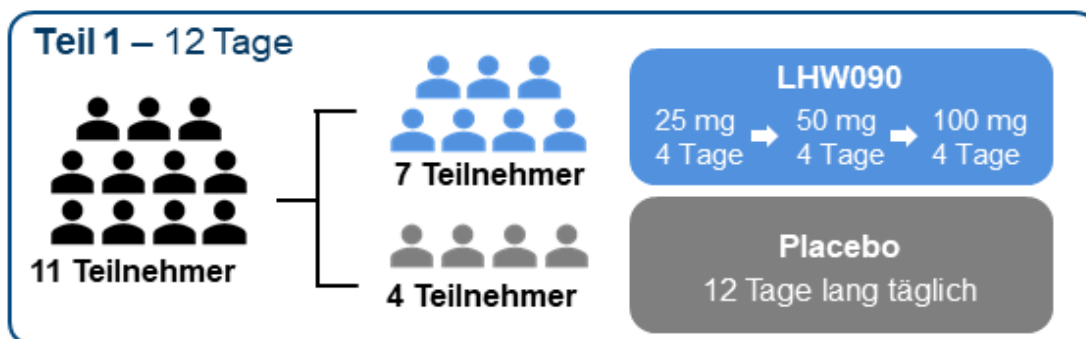 Teil 1 – 12 Tage
7 Teilnehmer
11 Teilnehmer
4 Teilnehmer
LHW090
25 mg 50 mg 100 mg
4 Tage 4 Tage 4 Tage
Placebo
12 Tage lang täglich